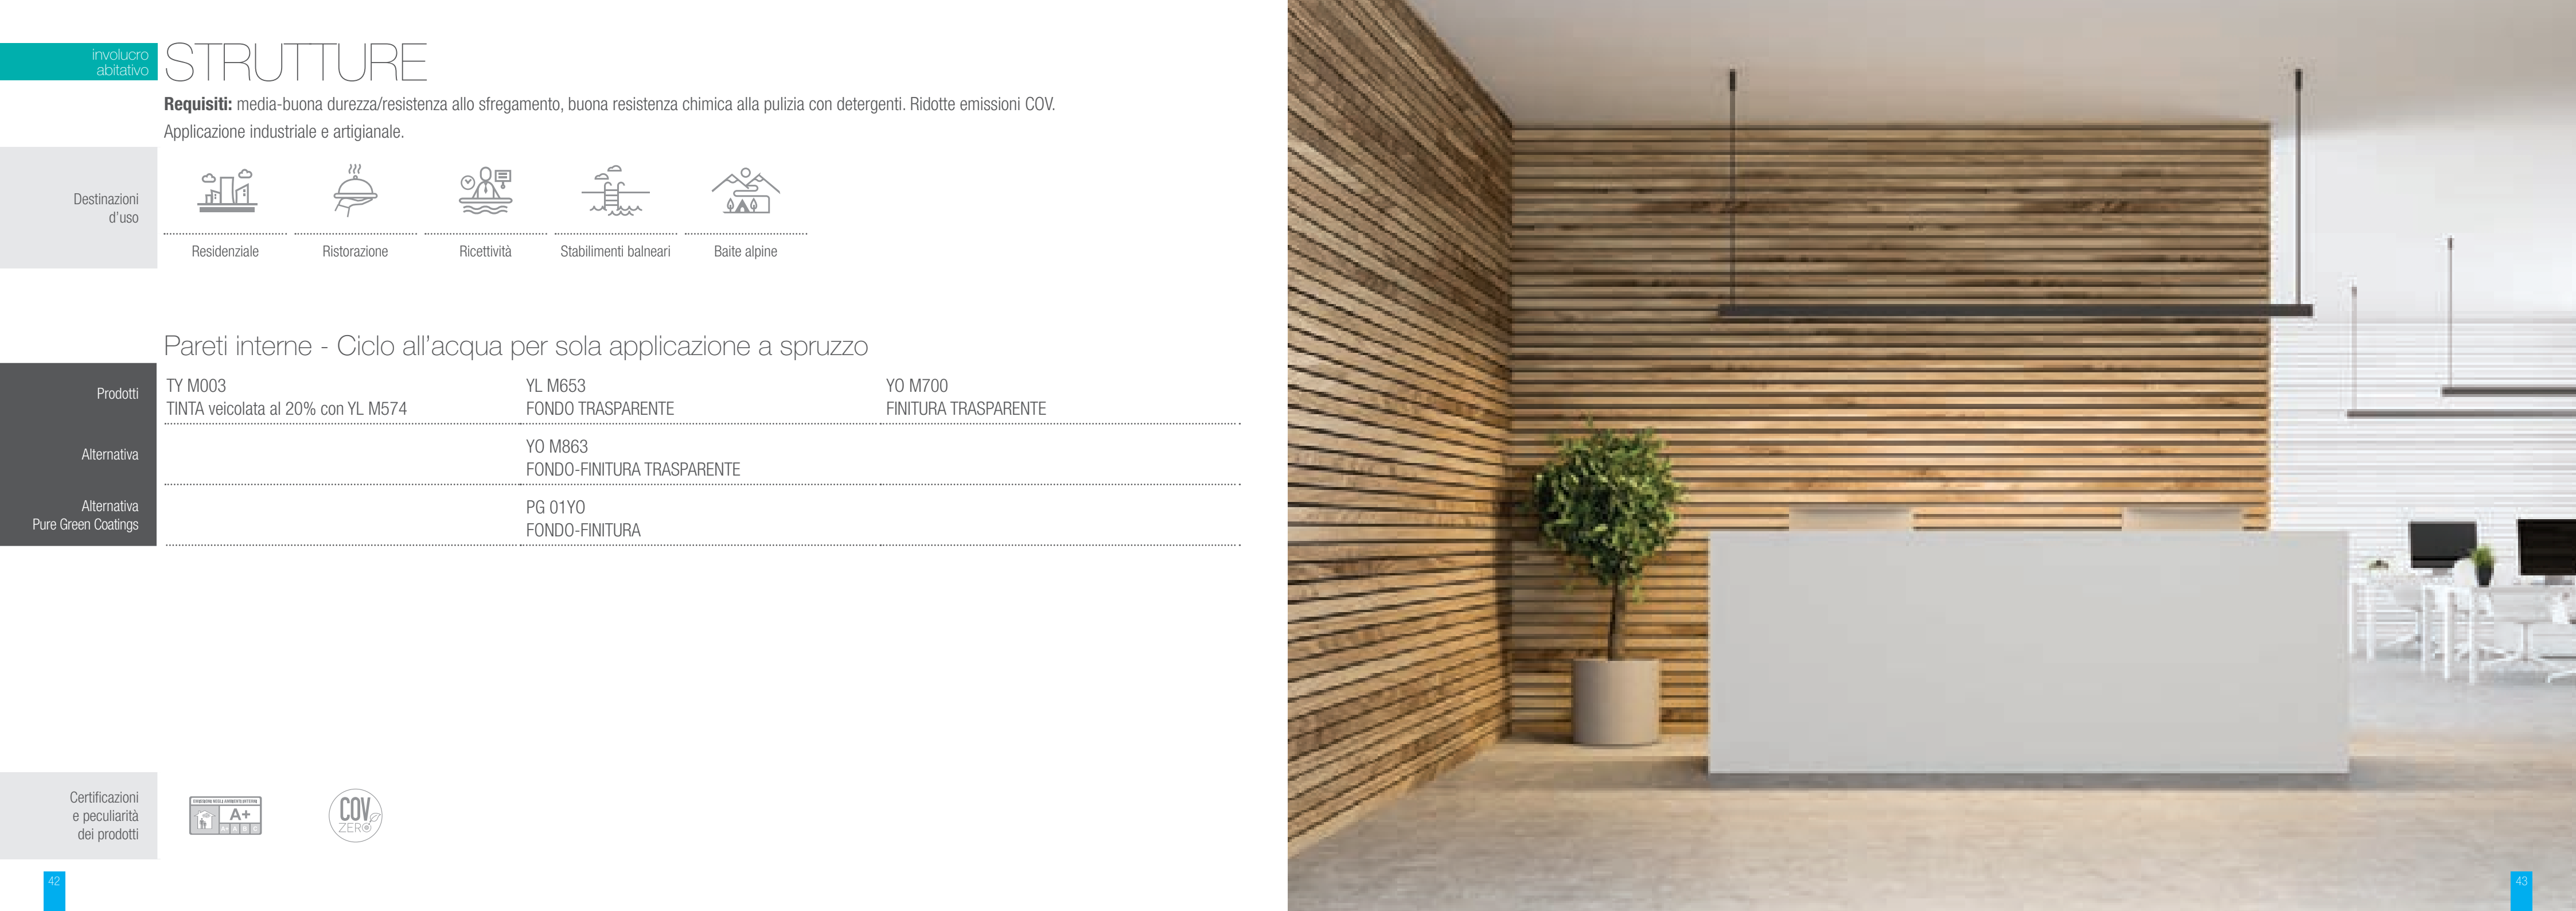 involucro
abitativo
STRUTTURE
Requisiti: media-buona durezza/resistenza allo sfregamento, buona resistenza chimica alla pulizia con detergenti. Ridotte emissioni COV.
Applicazione industriale e artigianale.
Destinazioni
d'uso
Residenziale
Ristorazione
Ricettività
Stabilimenti balneari
Baite alpine
Pareti interne - Ciclo all'acqua per sola applicazione a spruzzo
Prodotti
TY M003
TINTA veicolata al 20% con YL M574
YL M653
FONDO TRASPARENTE
YO M700
FINITURA TRASPARENTE
Alternativa
YO M863
FONDO-FINITURA TRASPARENTE
Alternativa
Pure Green Coatings
PG 01YO
FONDO-FINITURA
Certificazioni
e peculiarità
dei prodotti
EMISSIONI NEGLI AMBIENTI INTERNI
A+
A+ A B C
COV
ZERO
42
43